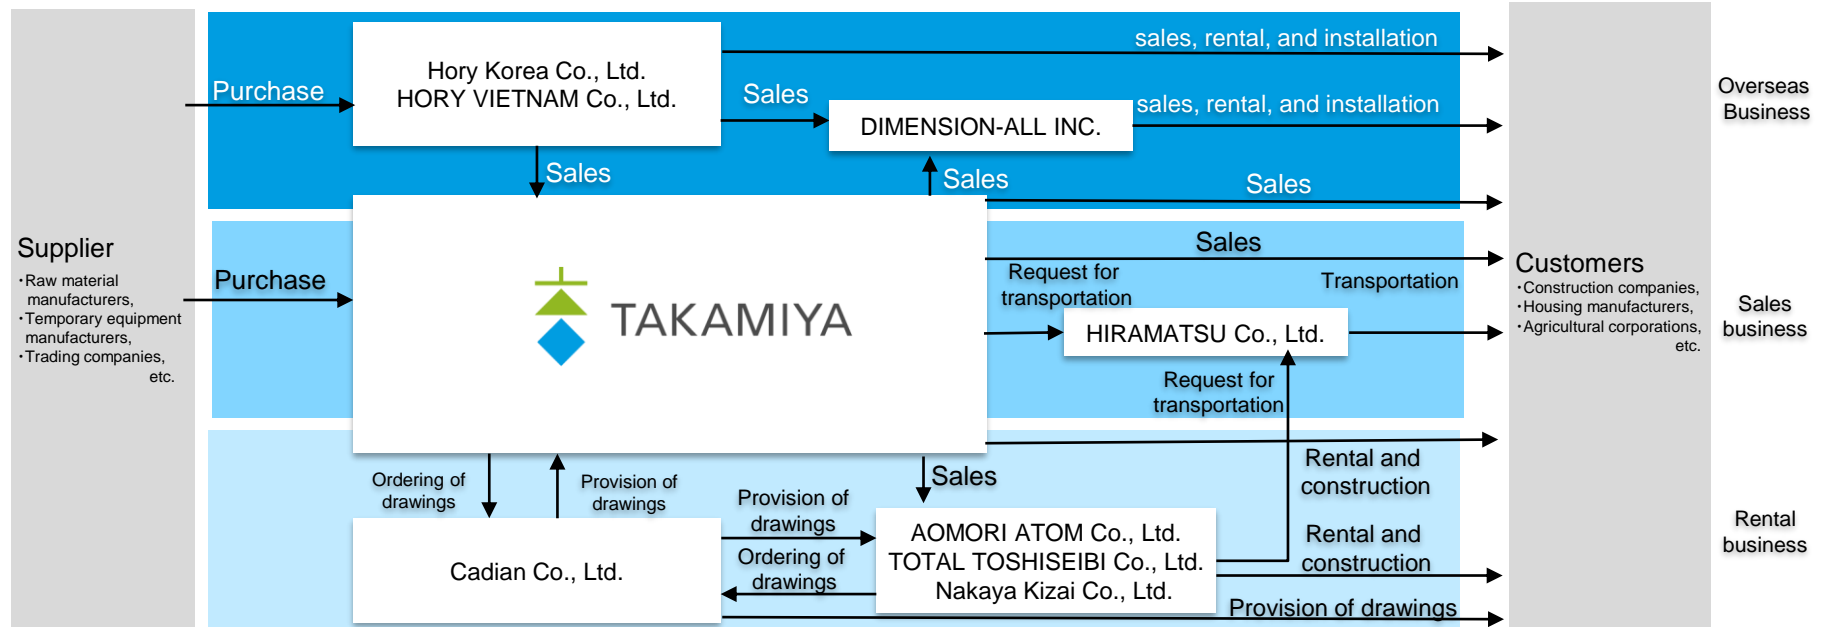 Supplier
・Raw material
manufacturers,
・Temporary equipment
manufacturers,
・Trading companies,
etc.
Purchase
Hory Korea Co., Ltd.
HORY VIETNAM Co., Ltd.
sales, rental, and installation
Sales
DIMENSION-ALL INC.
sales, rental, and installation
Sales
Sales
Sales
Overseas
Business
Purchase
TAKAMIYA
Sales
Request for
transportation
Transportation
HIRAMATSU Co., Ltd.
Request for
transportation
Customers
・Construction companies,
・Housing manufacturers,
・Agricultural corporations,
etc.
Sales
business
Ordering of
drawings
Provision of
drawings
Sales
Rental and
construction
Cadian Co., Ltd.
Provision of
drawings
Ordering of
drawings
AOMORI ATOM Co., Ltd.
TOTAL TOSHISEIBI Co., Ltd.
Nakaya Kizai Co., Ltd.
Rental and
construction
Provision of drawings
Rental
business